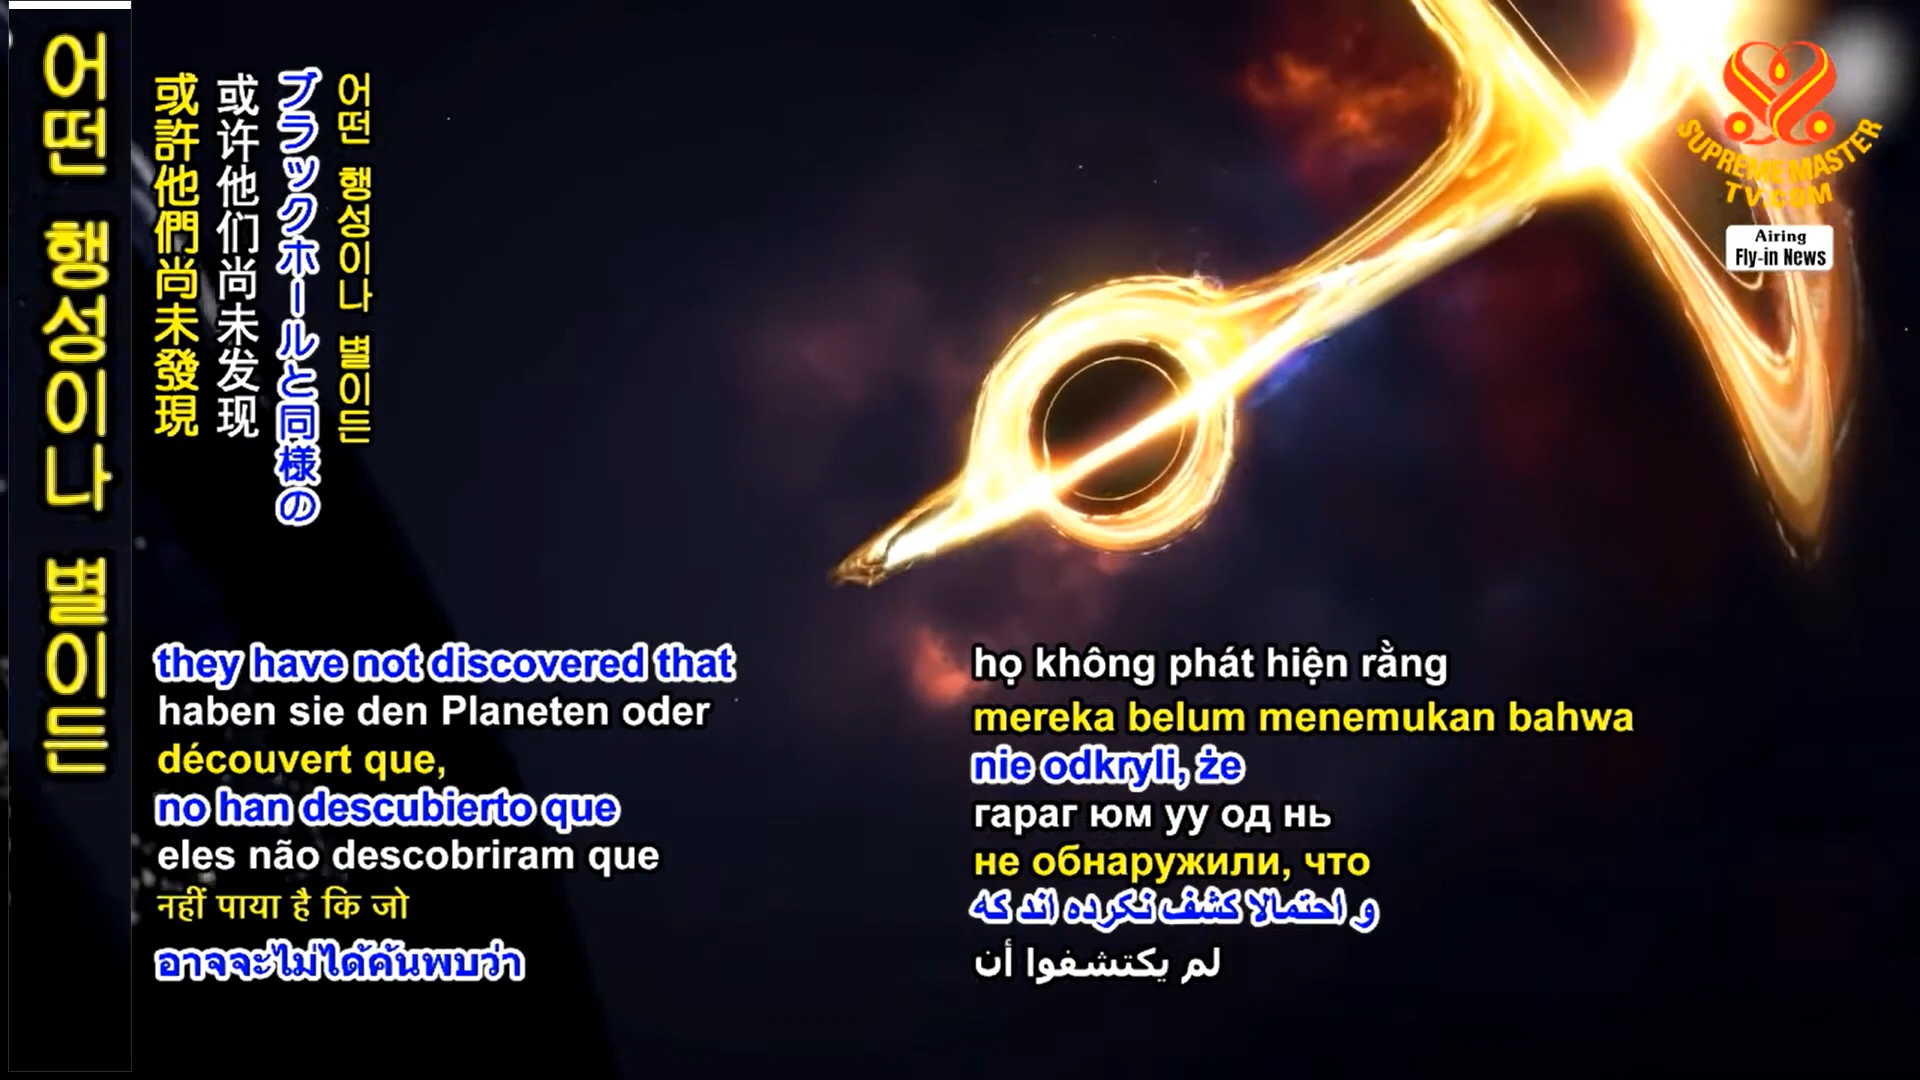 어떤 행성이나 별이든
或許他們尚未發現
或许他们尚未发现
ブラックホールと同様の
어떤 행성이나 별이든
SUPREME MASTER
TV.COM
Airing
Fly-in News
they have not discovered that
haben sie den Planeten oder
découvert que,
no han descubierto que
eles não descobriram que
नहीं पाया है कि जो
อาจจะไม่ได้ค้นพบว่า
họ không phát hiện rằng
mereka belum menemukan bahwa
nie odkryli, że
гараг юм уу од нь
не обнаружили, что
و احتمالا کشف نکرده اند که
لم يكتشفوا أن